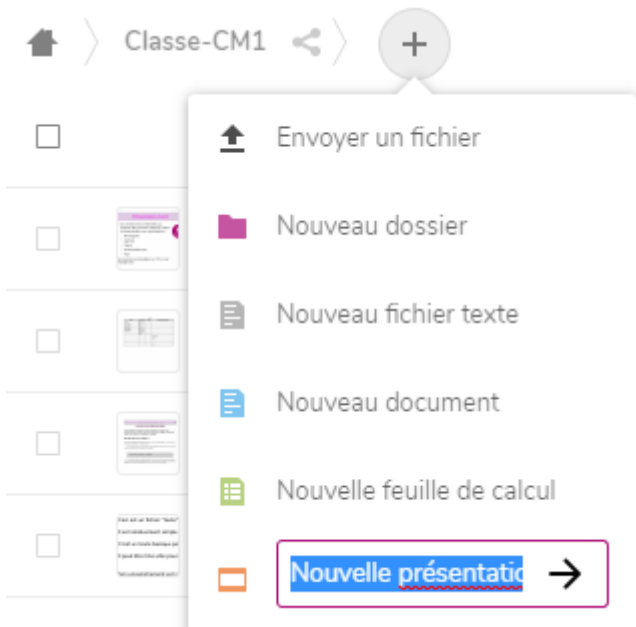 Classe-CM1
Envoyer un fichier
Nouveau dossier
Nouveau fichier texte
Nouveau document
Nouvelle feuille de calcul
Nouvelle présentatio